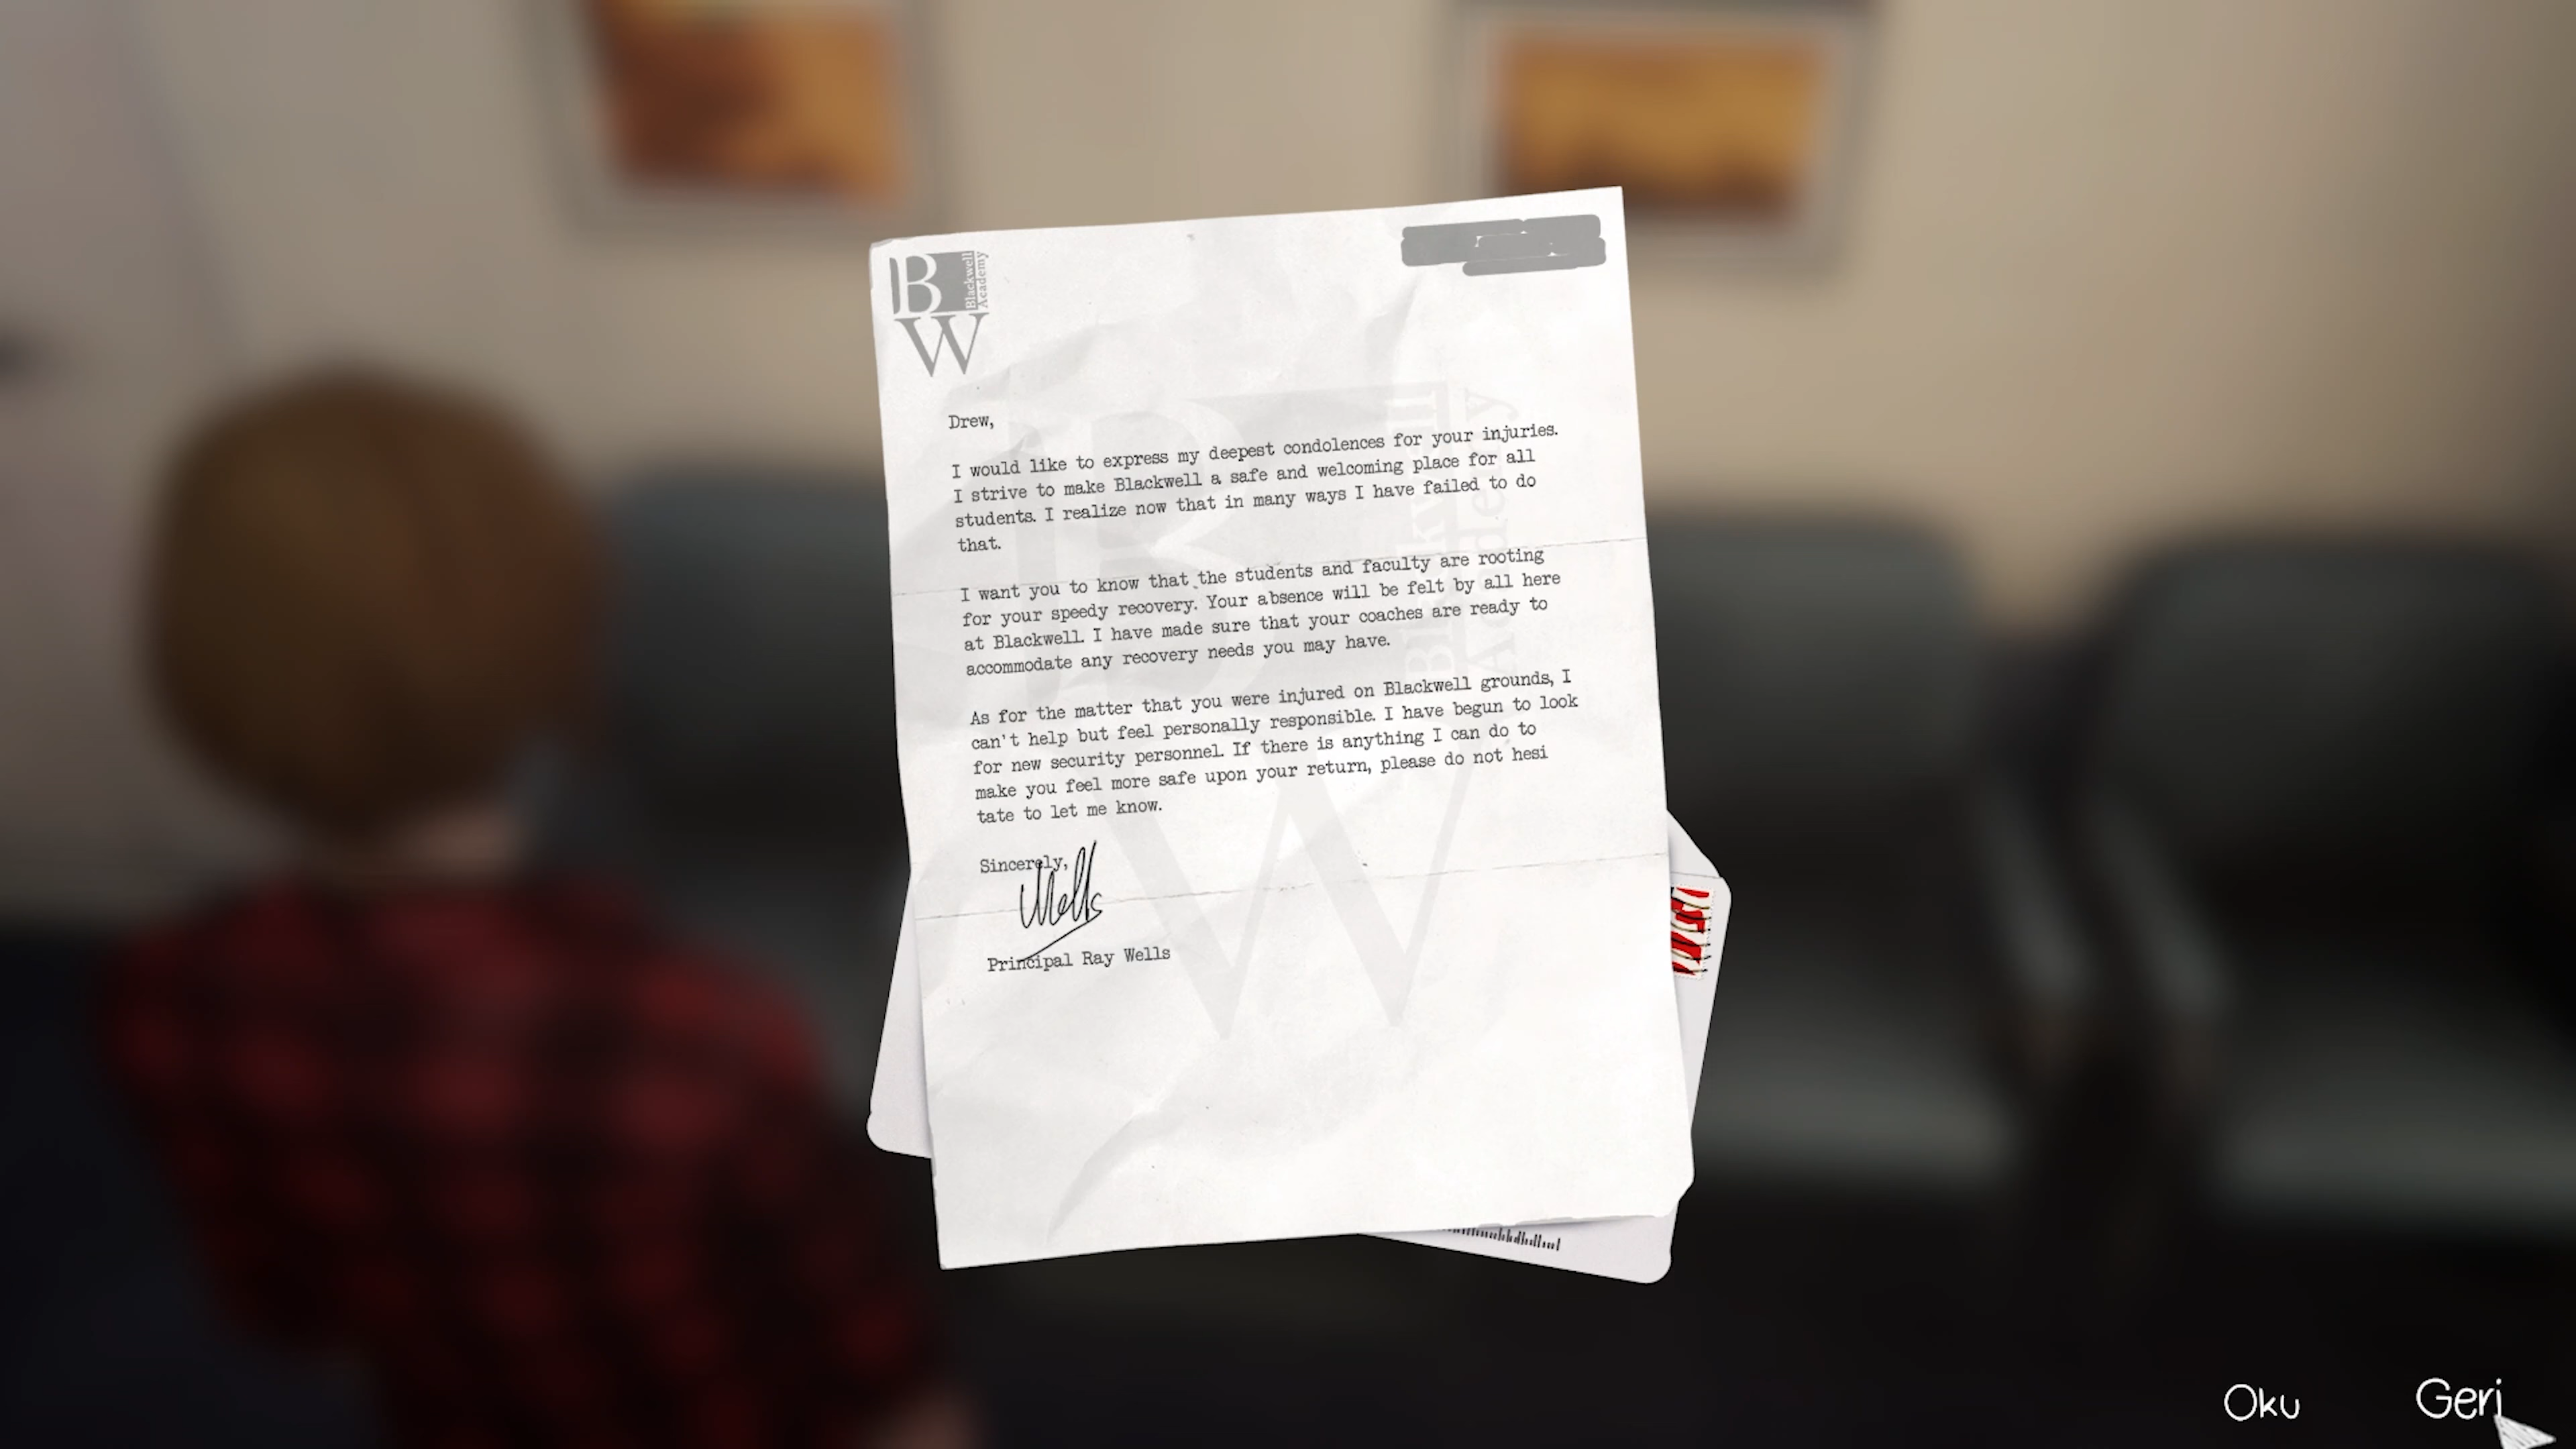 B
Blackwell
Academy
W
Drew,
I would like to express my deepest condolences for your injuries.
I strive to make Blackwell a safe and welcoming place for all
students. I realize now that in many ways I have failed to do
that.
I want you to know that the students and faculty are rooting
for your speedy recovery. Your absence will be felt by all here
at Blackwell. I have made sure that your coaches are ready to
accommodate any recovery needs you may have.
As for the matter that you were injured on Blackwell grounds, I
can't help but feel personally responsible. I have begun to look
for new security personnel. If there is anything I can do to
make you feel more safe upon your return, please do not hesi
tate to let me know.
Sincerely,
Wells
Principal Ray Wells
Oku
Geri